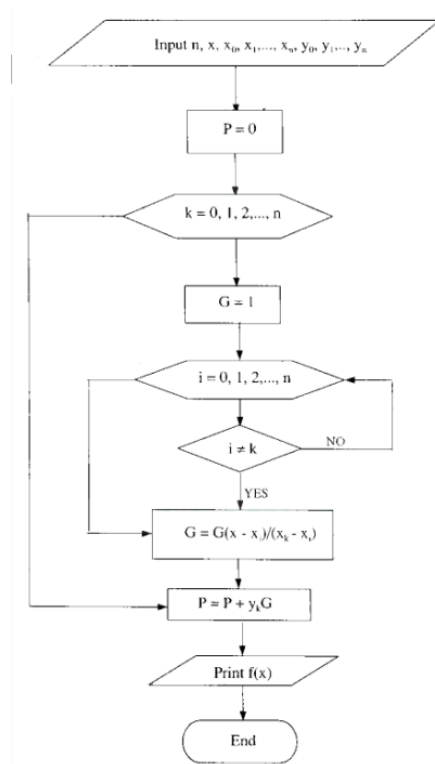 Input n, x, x₀, x₁,..., xₙ, y₀, y₁,.., yₙ
P = 0
k = 0, 1, 2,..., n
G = 1
i = 0, 1, 2,..., n
i ≠ k
NO
YES
G = G(x - xᵢ)/(xₖ - xᵢ)
P = P + yₖG
Print f(x)
End